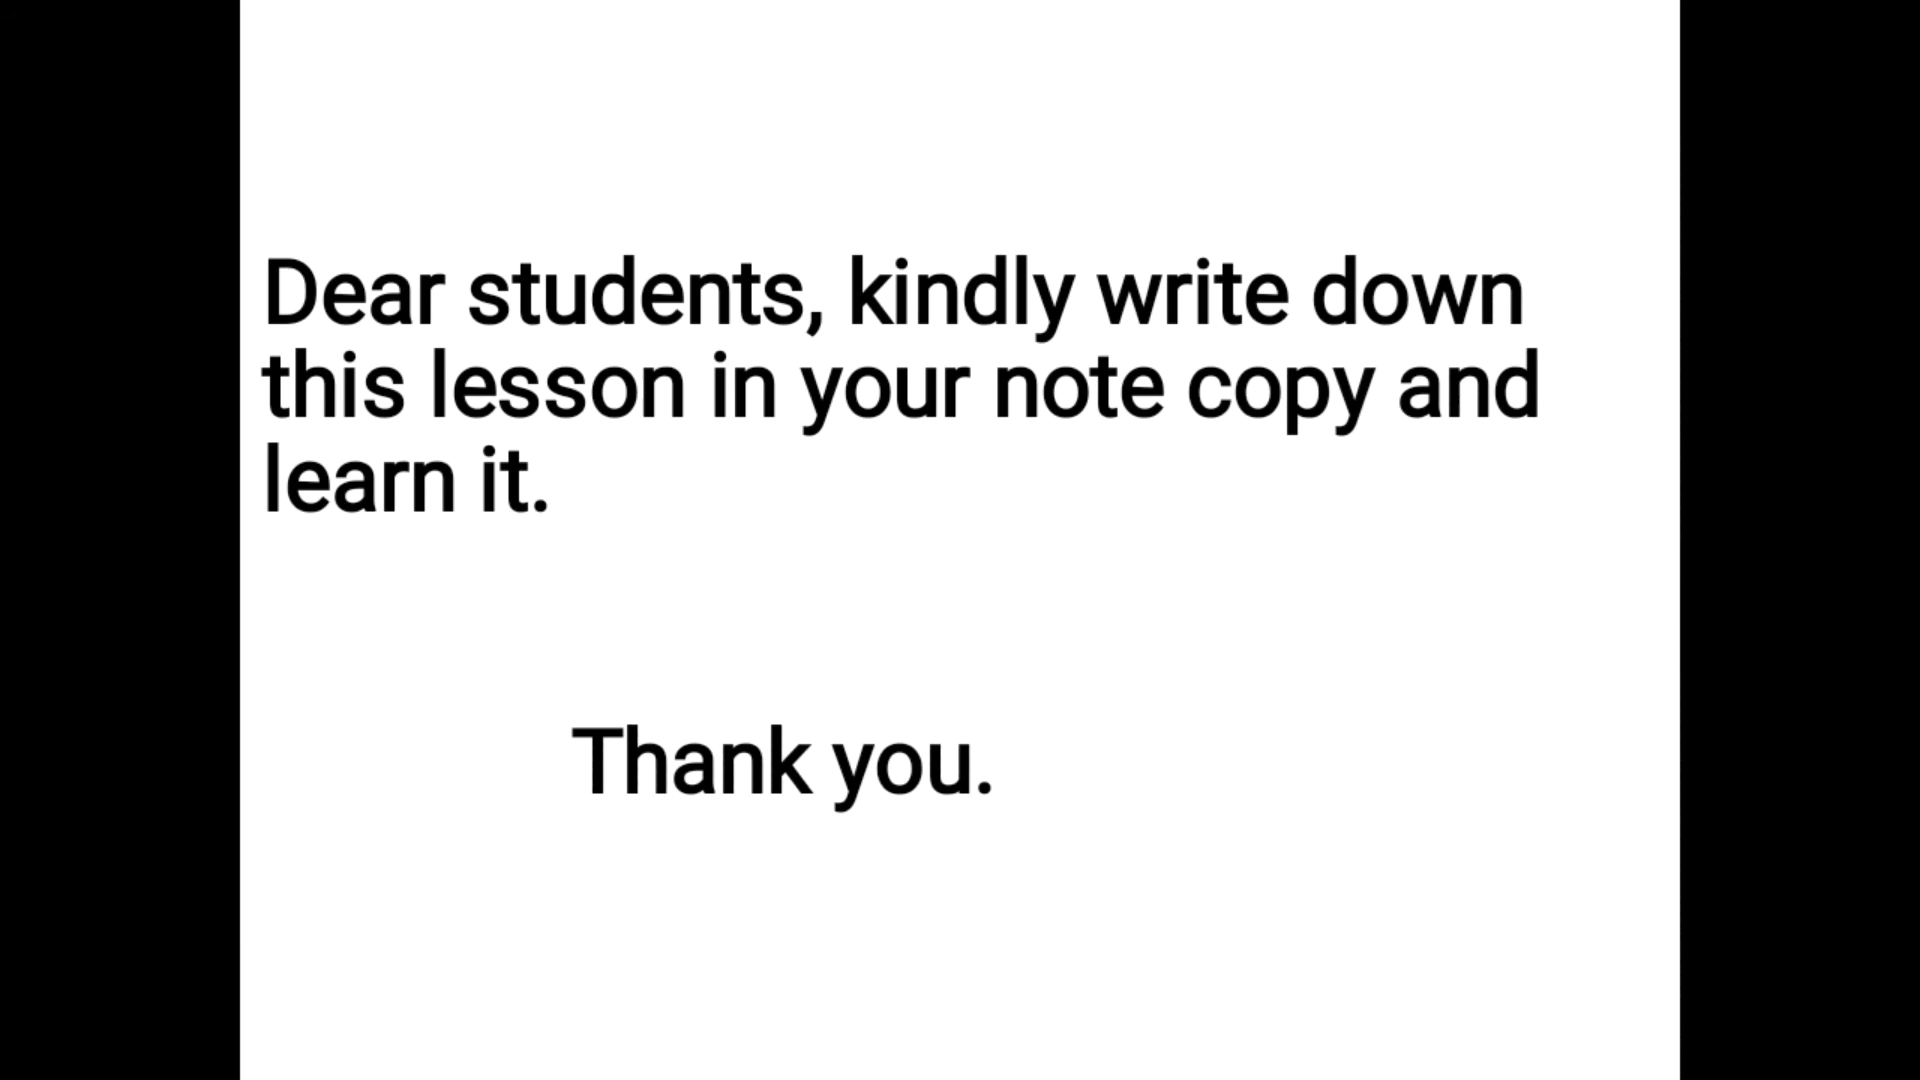 Dear students, kindly write down
this lesson in your note copy and
learn it.
Thank you.